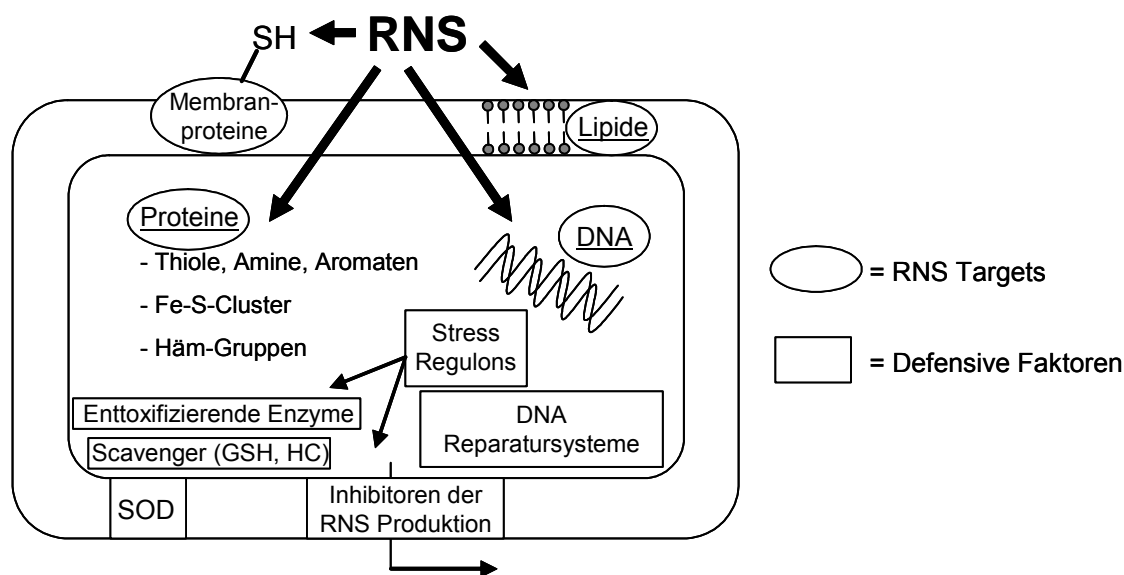 SH
RNS
Membran-
proteine
Lipide
Proteine
DNA
- Thiole, Amine, Aromaten
- Fe-S-Cluster
- Häm-Gruppen
Stress
Regulons
Enttoxifizierende Enzyme
Scavenger (GSH, HC)
DNA
Reparatursysteme
SOD
Inhibitoren der
RNS Produktion
= RNS Targets
= Defensive Faktoren